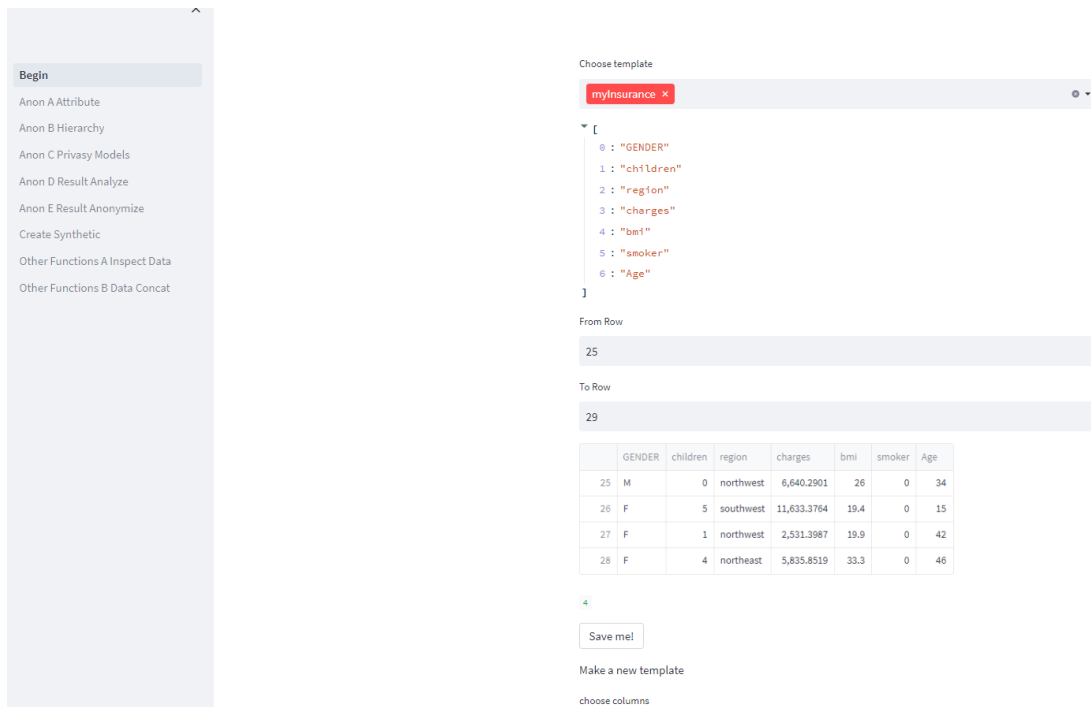 Begin
Anon A Attribute
Anon B Hierarchy
Anon C Privasy Models
Anon D Result Analyze
Anon E Result Anonymize
Create Synthetic
Other Functions A Inspect Data
Other Functions B Data Concat
Choose template
myInsurance ×
[
0 : "GENDER"
1 : "children"
2 : "region"
3 : "charges"
4 : "bmi"
5 : "smoker"
6 : "Age"
]
From Row
25
To Row
29
GENDER children region charges bmi smoker Age
25 M 0 northwest 6,640.2901 26 0 34
26 F 5 southwest 11,633.3764 19.4 0 15
27 F 1 northwest 2,531.3987 19.9 0 42
28 F 4 northeast 5,835.8519 33.3 0 46
4
Save me!
Make a new template
choose columns